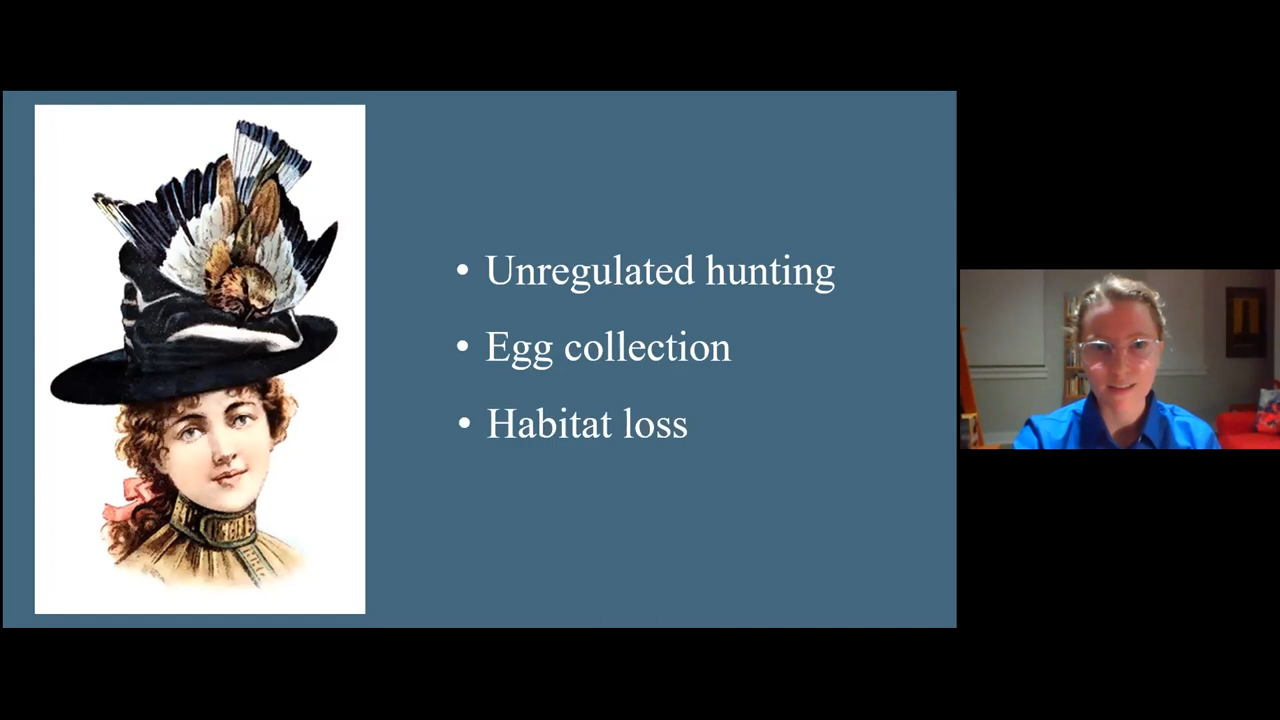 • Unregulated hunting
• Egg collection
• Habitat loss